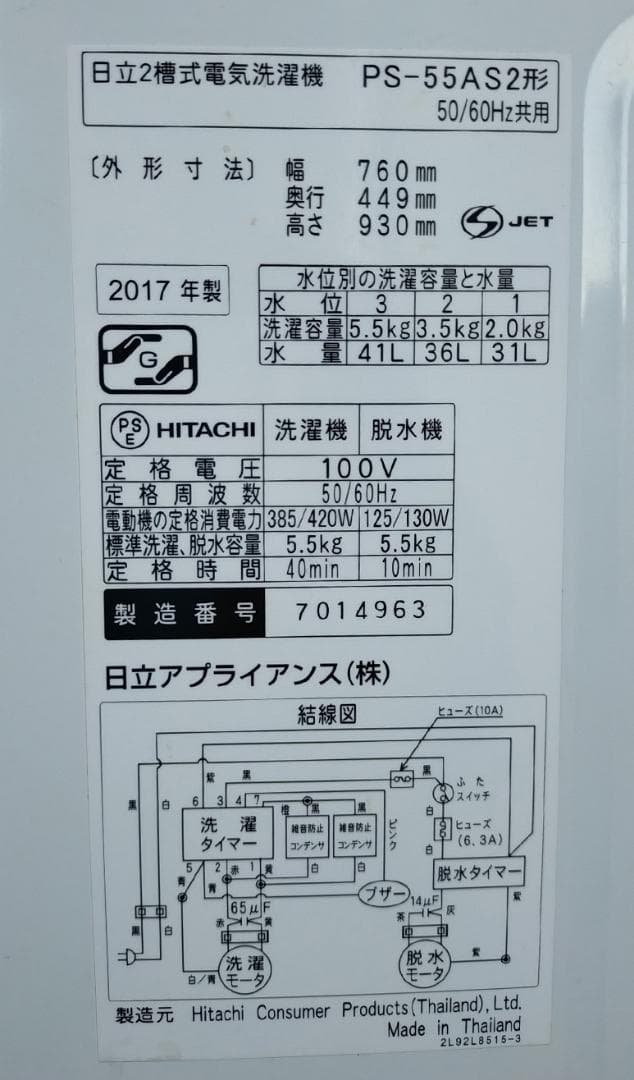 日立2槽式電気洗濯機 PS-55AS2形
50/60Hz共用
〔外形寸法〕 幅 760mm
奥行 449mm
高さ 930mm
S JET
2017年製
G
水位別の洗濯容量と水量
水位 3 2 1
洗濯容量 5.5kg 3.5kg 2.0kg
水量 41L 36L 31L
PSE HITACHI 洗濯機 脱水機
定格電圧 100V
定格周波数 50/60Hz
電動機の定格消費電力 385/420W 125/130W
標準洗濯、脱水容量 5.5kg 5.5kg
定格時間 40min 10min
製造番号 7014963
日立アプライアンス(株)
結線図
ヒューズ(10A)
黒 白 紫 黒 黒
ふた
スイッチ
6 3 4 7 橙 黒 黒 白
洗濯
タイマー
雑音防止
コンデンサ
雑音防止
コンデンサ
ピンク
ヒューズ
(6.3A)
白
5 2 1 赤 黄 白 白
脱水タイマー
青 青
ブザー
紫
65μF
赤 黄
14μF
茶 灰
黒 白
洗濯
モータ
脱水
モータ
紫
白/青
製造元 Hitachi Consumer Products(Thailand),Ltd.
Made in Thailand
2L92L8515-3